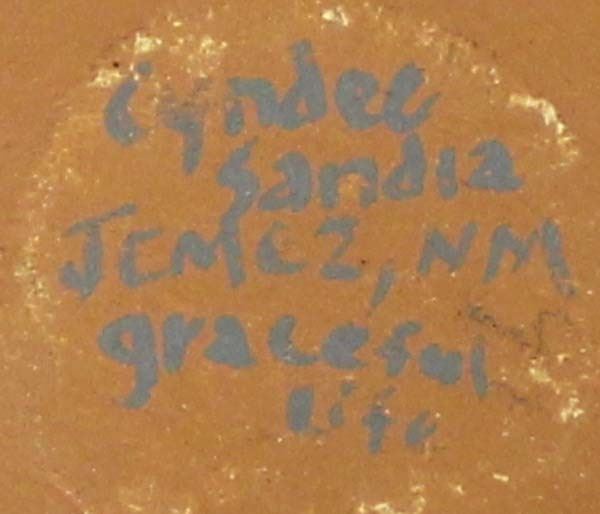 Cyndee
Sandia
JEMEZ, NM
graceful
Life